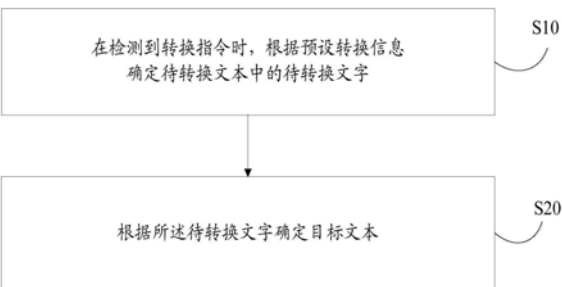 在检测到转换指令时，根据预设转换信息
确定待转换文本中的待转换文字
S10
根据所述待转换文字确定目标文本
S20